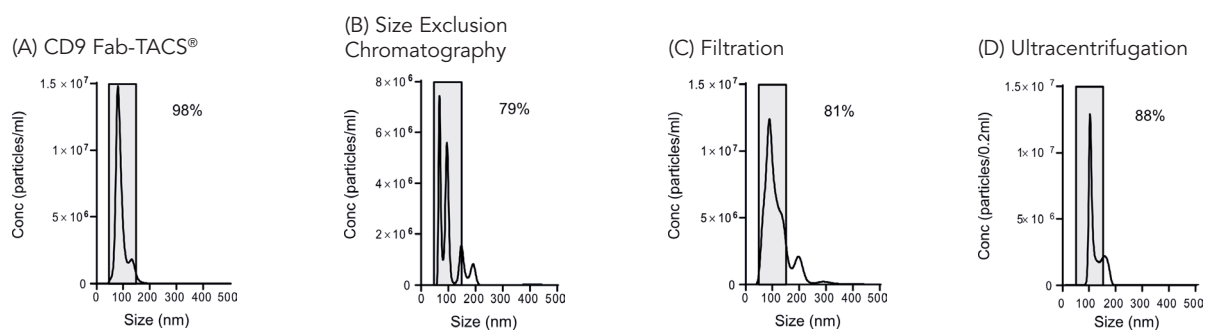 (A) CD9 Fab-TACS®
1.5 × 10⁷
1 × 10⁷
5 × 10⁶
0
Conc (particles/ml)
98%
0 100 200 300 400 500
Size (nm)
(B) Size Exclusion
Chromatography
8 × 10⁶
6 × 10⁶
4 × 10⁶
2 × 10⁶
0
Conc (particles/ml)
79%
0 100 200 300 400 500
Size (nm)
(C) Filtration
1.5 × 10⁷
1 × 10⁷
5 × 10⁶
0
Conc (particles/ml)
81%
0 100 200 300 400 500
Size (nm)
(D) Ultracentrifugation
1.5 × 10⁷
1 × 10⁷
5 × 10⁶
0
Conc (particles/0.2ml)
88%
0 100 200 300 400 500
Size (nm)